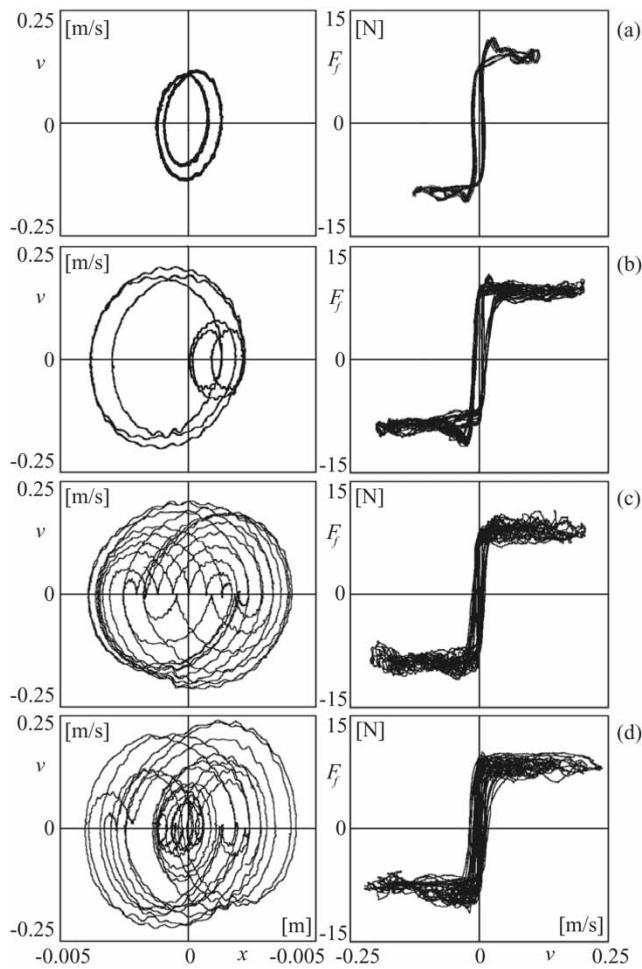 0.25 [m/s] 15 [N] (a)
v F_f
0 0
-0.25 -15
0.25 [m/s] 15 [N] (b)
v F_f
0 0
-0.25 -15
0.25 [m/s] 15 [N] (c)
v F_f
0 0
-0.25 -15
0.25 [m/s] 15 [N] (d)
v F_f
0 0
-0.25 [m] -15 [m/s]
-0.005 0 x -0.005 -0.25 0 v 0.25